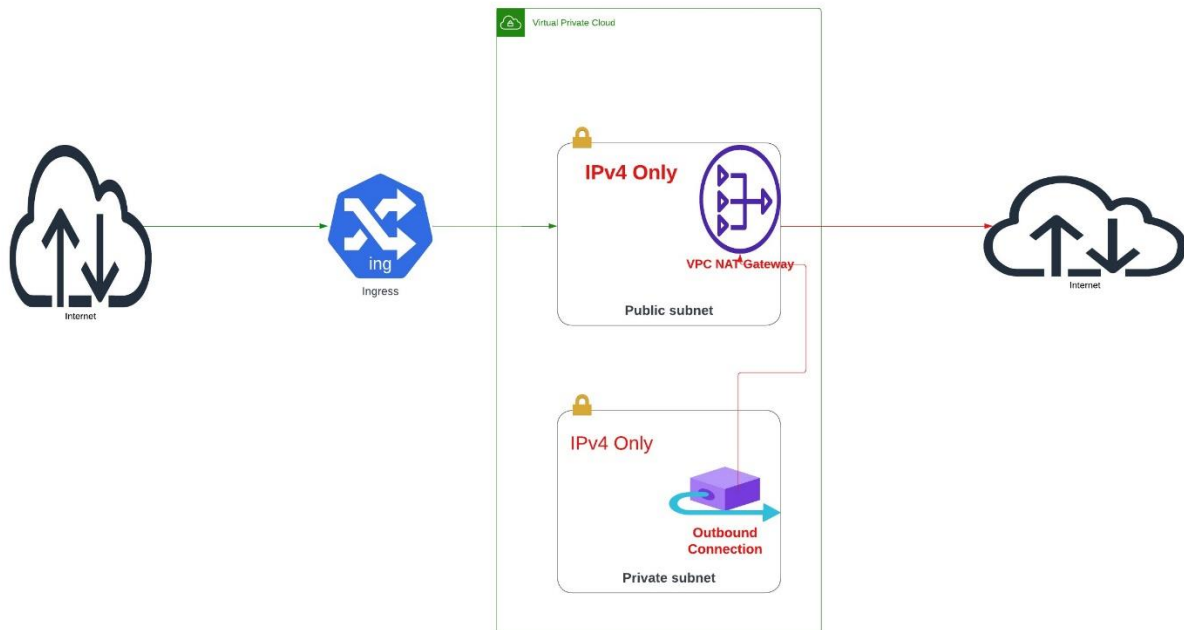 Virtual Private Cloud
IPv4 Only
VPC NAT Gateway
Public subnet
Internet
ing
Ingress
Internet
IPv4 Only
Outbound
Connection
Private subnet